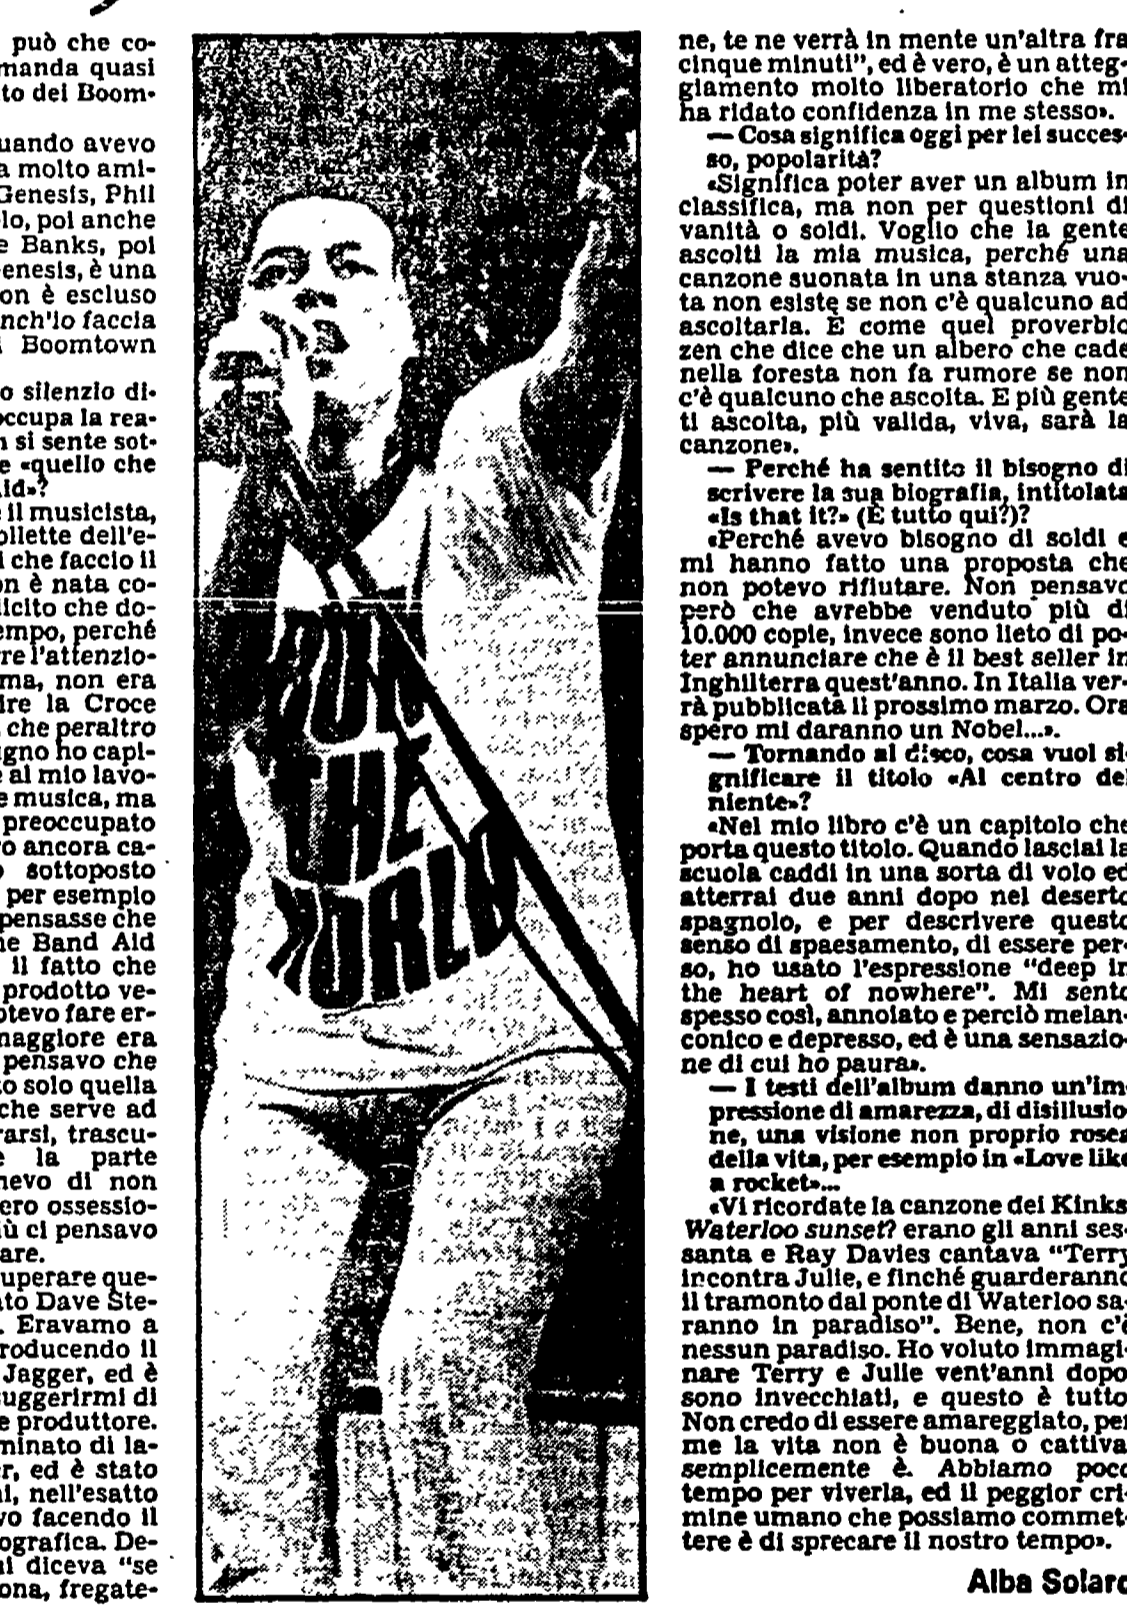 può che co-
manda quasi
to dei Boom-
uando avevo
a molto ami-
Genesis, Phil
lo, poi anche
e Banks, poi
enesis, è una
on è escluso
nch'io faccia
i Boomtown
o silenzio di-
occupa la rea-
n si sente sot-
e «quello che
Aid»?
e il musicista,
ollette dell'e-
i che faccio il
on è nata co-
licito che do-
empo, perché
re l'attenzio-
ma, non era
ire la Croce
che peraltro
ugno ho capi-
e al mio lavo-
e musica, ma
preoccupato
o ancora ca-
o sottoposto
per esempio
pensasse che
ne Band Aid
il fatto che
prodotto ve-
otevo fare er-
maggiore era
pensavo che
to solo quella
che serve ad
rarsi, trascu-
e la parte
nevo di non
ero ossessio-
iù ci pensavo
are.
uperare que-
to Dave Ste-
. Eravamo a
roducendo il
Jagger, ed è
suggerirmi di
e produttore.
minato di la-
r, ed è stato
i, nell'esatto
vo facendo il
ografica. De-
i diceva "se
ona, fregate-
RUN
THE
WORLD
ne, te ne verrà in mente un'altra fra
cinque minuti", ed è vero, è un atteg-
giamento molto liberatorio che mi
ha ridato confidenza in me stesso».
— Cosa significa oggi per lei succes-
so, popolarità?
«Significa poter aver un album in
classifica, ma non per questioni di
vanità o soldi. Voglio che la gente
ascolti la mia musica, perché una
canzone suonata in una stanza vuo-
ta non esiste se non c'è qualcuno ad
ascoltarla. È come quel proverbio
zen che dice che un albero che cade
nella foresta non fa rumore se non
c'è qualcuno che ascolta. E più gente
ti ascolta, più valida, viva, sarà la
canzone».
— Perché ha sentito il bisogno di
scrivere la sua biografia, intitolata
«Is that it?» (È tutto qui?)?
«Perché avevo bisogno di soldi e
mi hanno fatto una proposta che
non potevo rifiutare. Non pensavo
però che avrebbe venduto più di
10.000 copie, invece sono lieto di po-
ter annunciare che è il best seller in
Inghilterra quest'anno. In Italia ver-
rà pubblicata il prossimo marzo. Ora
spero mi daranno un Nobel...».
— Tornando al disco, cosa vuol si-
gnificare il titolo «Al centro del
niente»?
«Nel mio libro c'è un capitolo che
porta questo titolo. Quando lasciai la
scuola caddi in una sorta di volo ed
atterrai due anni dopo nel deserto
spagnolo, e per descrivere questo
senso di spaesamento, di essere per-
so, ho usato l'espressione "deep in
the heart of nowhere". Mi sento
spesso così, annoiato e perciò melan-
conico e depresso, ed è una sensazio-
ne di cui ho paura».
— I testi dell'album danno un'im-
pressione di amarezza, di disillusio-
ne, una visione non proprio rosea
della vita, per esempio in «Love like
a rocket»...
«Vi ricordate la canzone dei Kinks
Waterloo sunset? erano gli anni ses-
santa e Ray Davies cantava "Terry
incontra Julie, e finché guarderanno
il tramonto dal ponte di Waterloo sa-
ranno in paradiso". Bene, non c'è
nessun paradiso. Ho voluto immagi-
nare Terry e Julie vent'anni dopo
sono invecchiati, e questo è tutto
Non credo di essere amareggiato, per
me la vita non è buona o cattiva
semplicemente è. Abbiamo poco
tempo per viverla, ed il peggior cri-
mine umano che possiamo commet-
tere è di sprecare il nostro tempo».
Alba Solaro